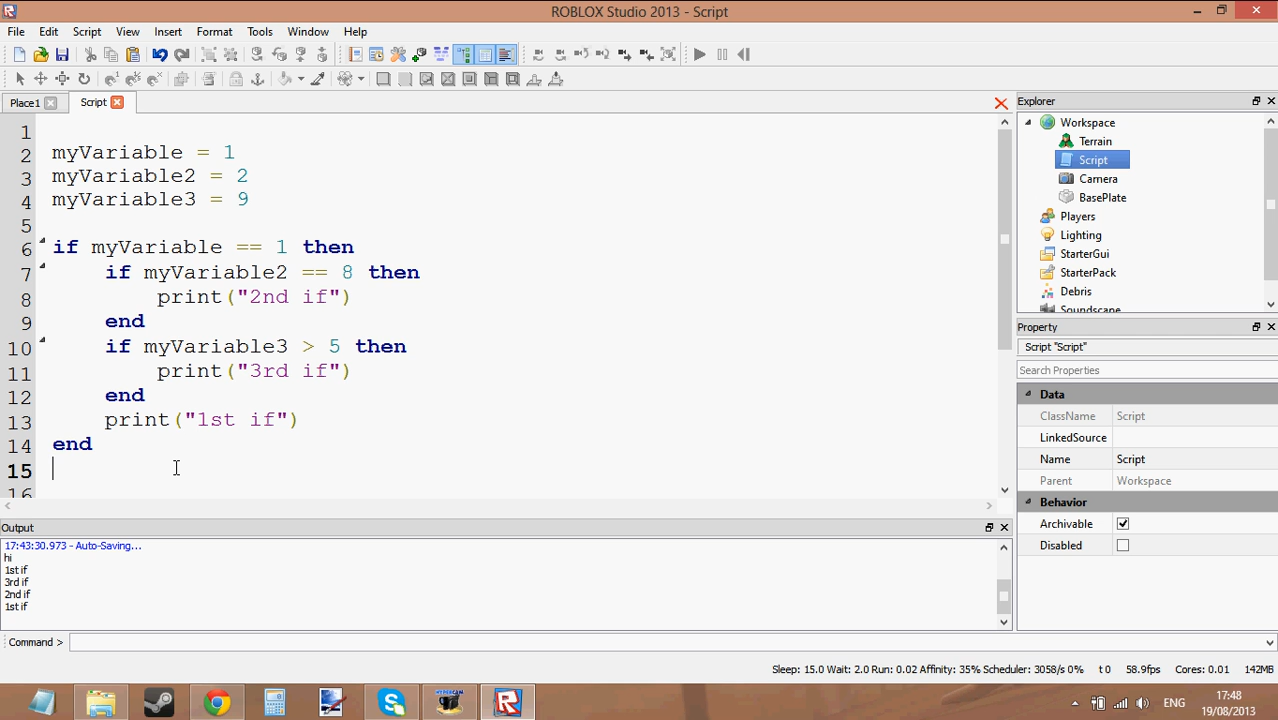 ROBLOX Studio 2013 - Script
File Edit Script View Insert Format Tools Window Help
Place1 Script
1
2 myVariable = 1
3 myVariable2 = 2
4 myVariable3 = 9
5
6 if myVariable == 1 then
7 if myVariable2 == 8 then
8 print("2nd if")
9 end
10 if myVariable3 > 5 then
11 print("3rd if")
12 end
13 print("1st if")
14 end
15
16
Explorer
Workspace
Terrain
Script
Camera
BasePlate
Players
Lighting
StarterGui
StarterPack
Debris
Soundscape
Property
Script "Script"
Search Properties
Data
ClassName Script
LinkedSource
Name Script
Parent Workspace
Behavior
Archivable
Disabled
Output
17:43:30.973 - Auto-Saving...
hi
1st if
3rd if
2nd if
1st if
Command >
Sleep: 15.0 Wait: 2.0 Run: 0.02 Affinity: 35% Scheduler: 3058/s 0% t 0 58.9fps Cores: 0.01 142MB
ENG
17:48
19/08/2013